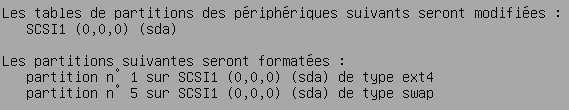 Les tables de partitions des périphériques suivants seront modifiées :
SCSI1 (0,0,0) (sda)
Les partitions suivantes seront formatées :
partition n° 1 sur SCSI1 (0,0,0) (sda) de type ext4
partition n° 5 sur SCSI1 (0,0,0) (sda) de type swap